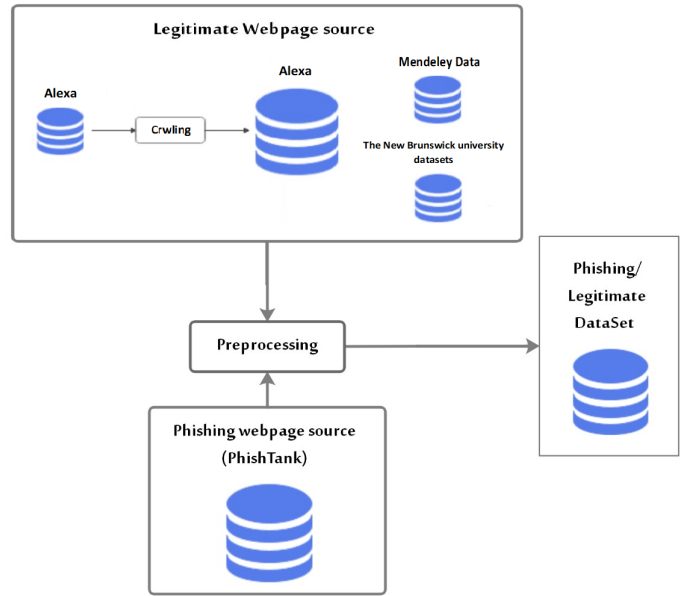 Legitimate Webpage source
Alexa
Crwling
Alexa
Mendeley Data
The New Brunswick university
datasets
Preprocessing
Phishing webpage source
(PhishTank)
Phishing/
Legitimate
DataSet